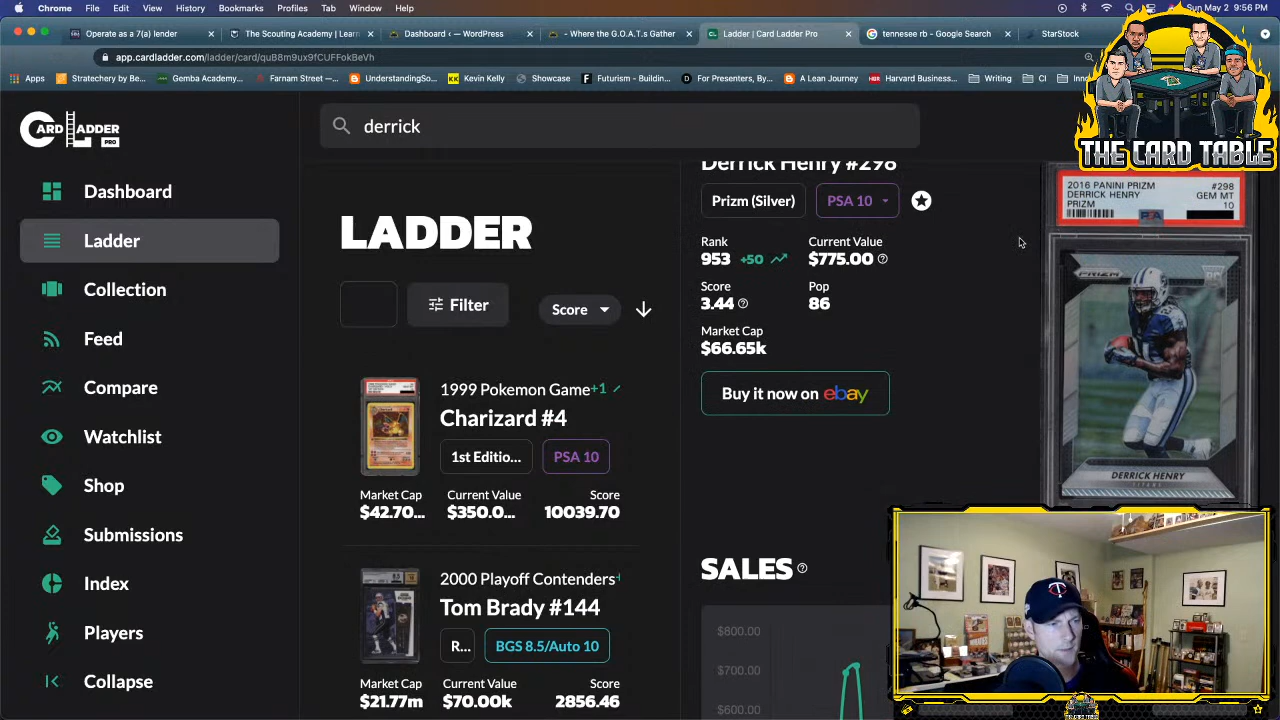 Chrome File Edit View History Bookmarks Profiles Tab Window Help
Sun May 2 9:56 PM
Operate as a 7(a) lender
The Scouting Academy | Learn
- Where the G.O.A.Ts gather
Ladder | Card Ladder Pro
tennesee rb - Google Search
StarStock
app.cardladder.com/ladder/card/quB8m9ux9fCUFFokBeVh
Apps
Stratechery by Be...
Gemba Academy...
Farnam Street...
UnderstandingSo...
Kevin Kelly
Showcase
Futurism - Buildin...
For Presenters, By...
A Lean Journey
Harvard Business...
Writing
CI
THE CARD TABLE
CARD LADDER
PRO
derrick
Dashboard
Ladder
Collection
Feed
Compare
Watchlist
Shop
Submissions
Index
Players
Collapse
LADDER
Filter
Score
1999 Pokemon Game +1
Charizard #4
1st Editio... PSA 10
Market Cap Current Value Score
$42.70... $350.0... 10039.70
2000 Playoff Contenders
Tom Brady #144
R... BGS 8.5/Auto 10
Market Cap Current Value Score
$21.77m $70.00k 2856.46
Derrick Henry #298
Prizm (Silver) PSA 10
Rank Current Value
953 +50 $775.00
Score Pop
3.44 86
Market Cap
$66.65k
Buy it now on ebay
SALES
$800.00
$700.00
$600.00
2016 PANINI PRIZM #298
DERRICK HENRY GEM MT
PRIZM 10
PSA
PRIZM
RC
DERRICK HENRY
TITANS